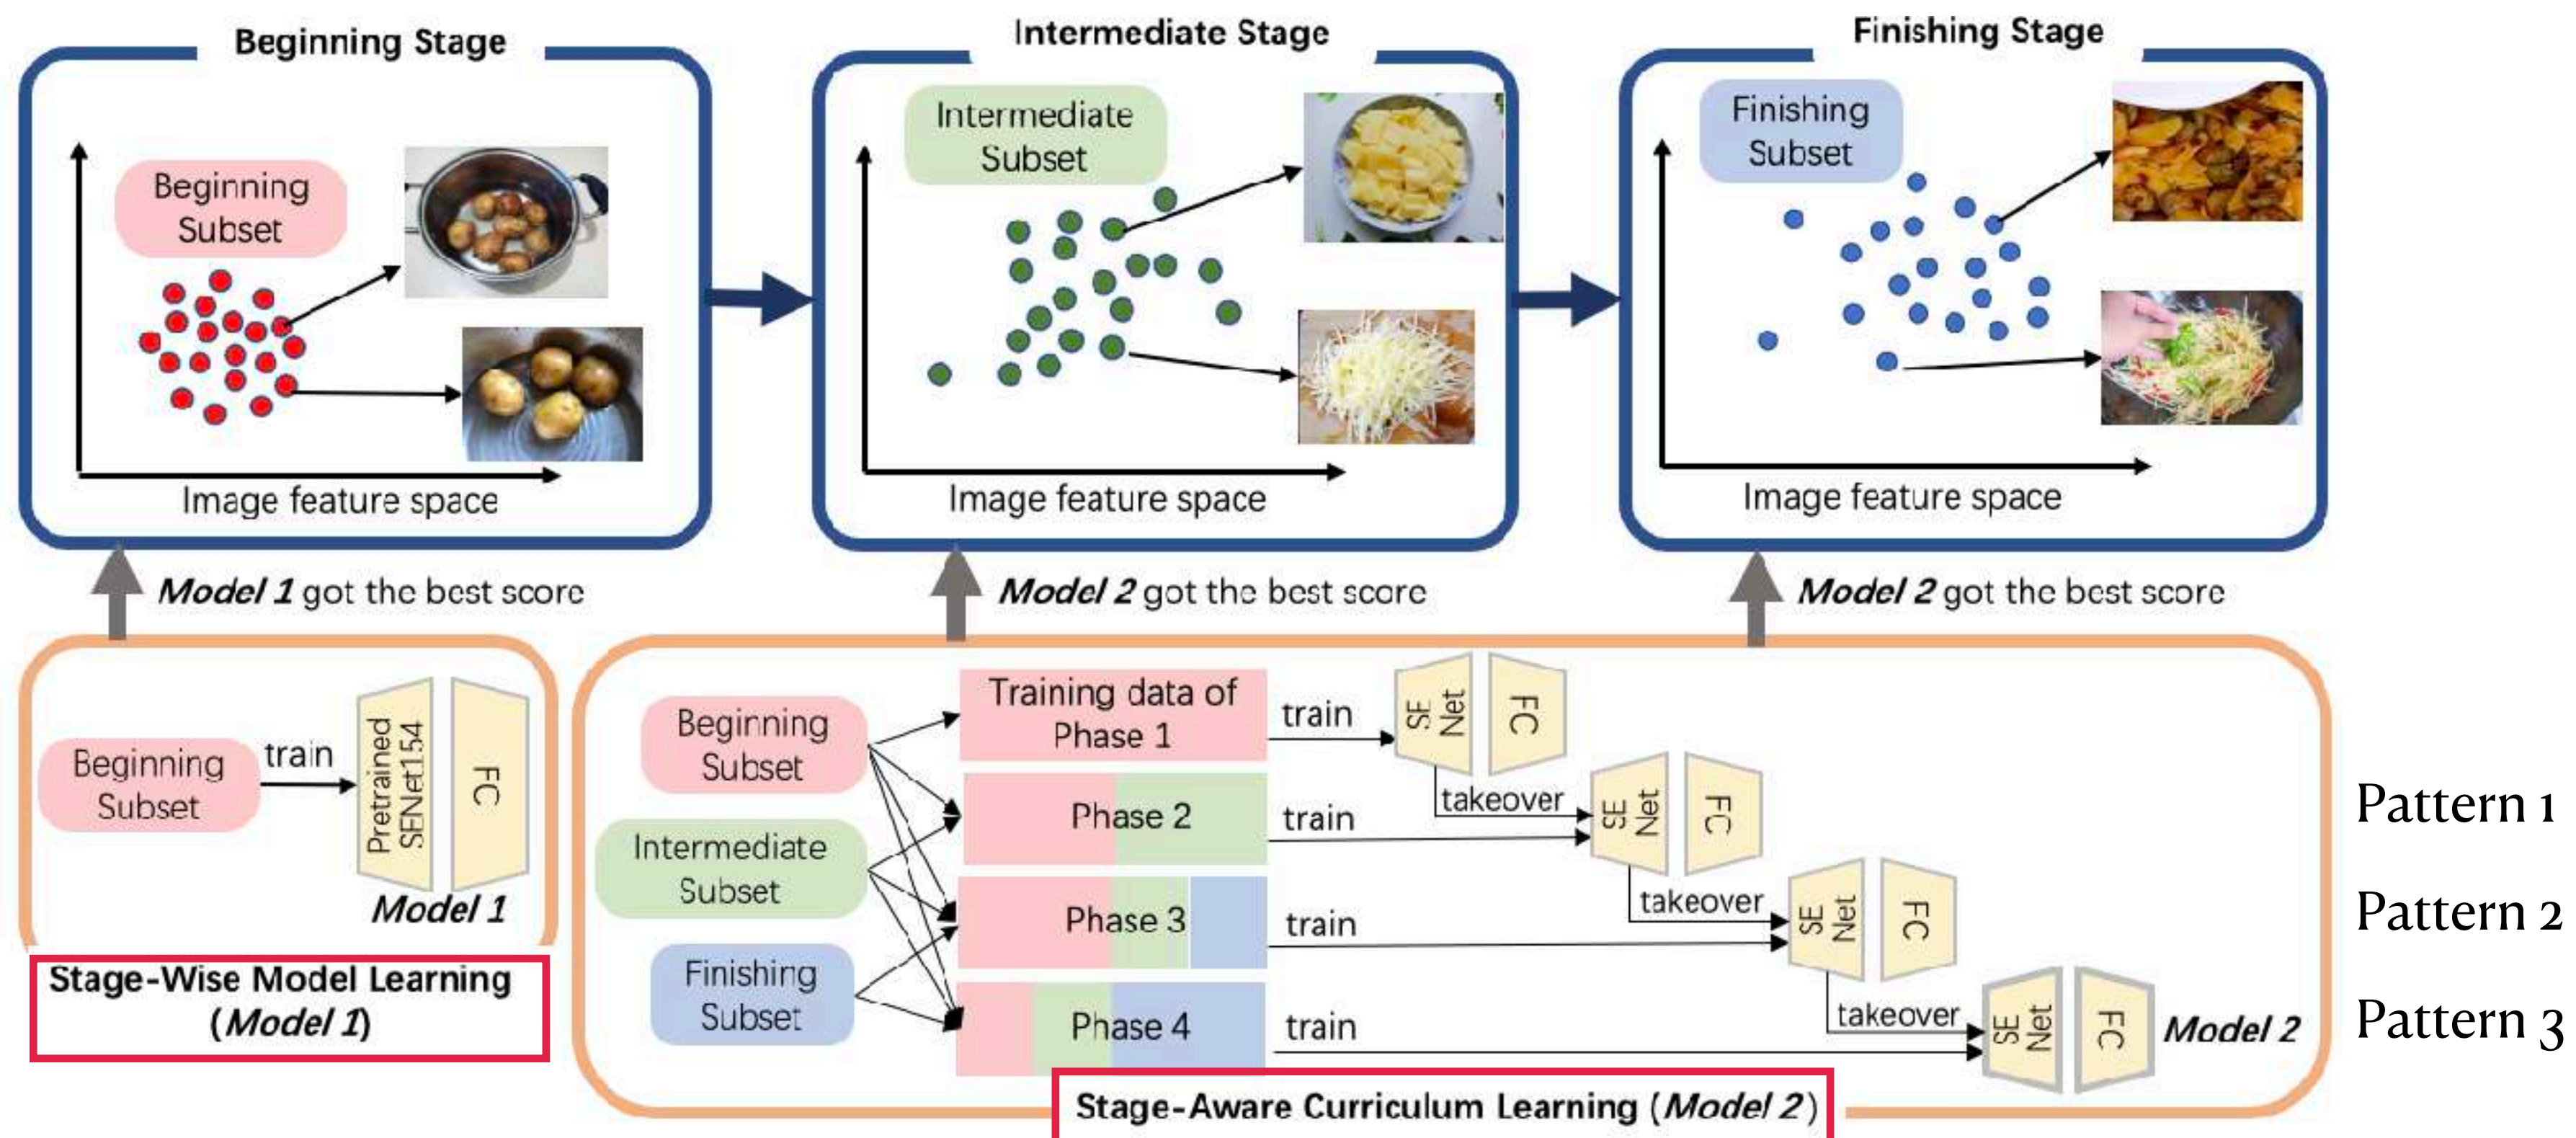 Beginning Stage
Intermediate Stage
Finishing Stage
Beginning
Subset
Image feature space
Intermediate
Subset
Image feature space
Finishing
Subset
Image feature space
Model 1 got the best score
Model 2 got the best score
Model 2 got the best score
Beginning
Subset
train
Pretrained
SENet154
FC
Model 1
Stage-Wise Model Learning
(Model 1)
Beginning
Subset
Intermediate
Subset
Finishing
Subset
Training data of
Phase 1
train
SE
Net
FC
takeover
Phase 2
train
SE
Net
FC
takeover
Phase 3
train
SE
Net
FC
takeover
Phase 4
train
SE
Net
FC
Model 2
Stage-Aware Curriculum Learning (Model 2)
Pattern 1
Pattern 2
Pattern 3